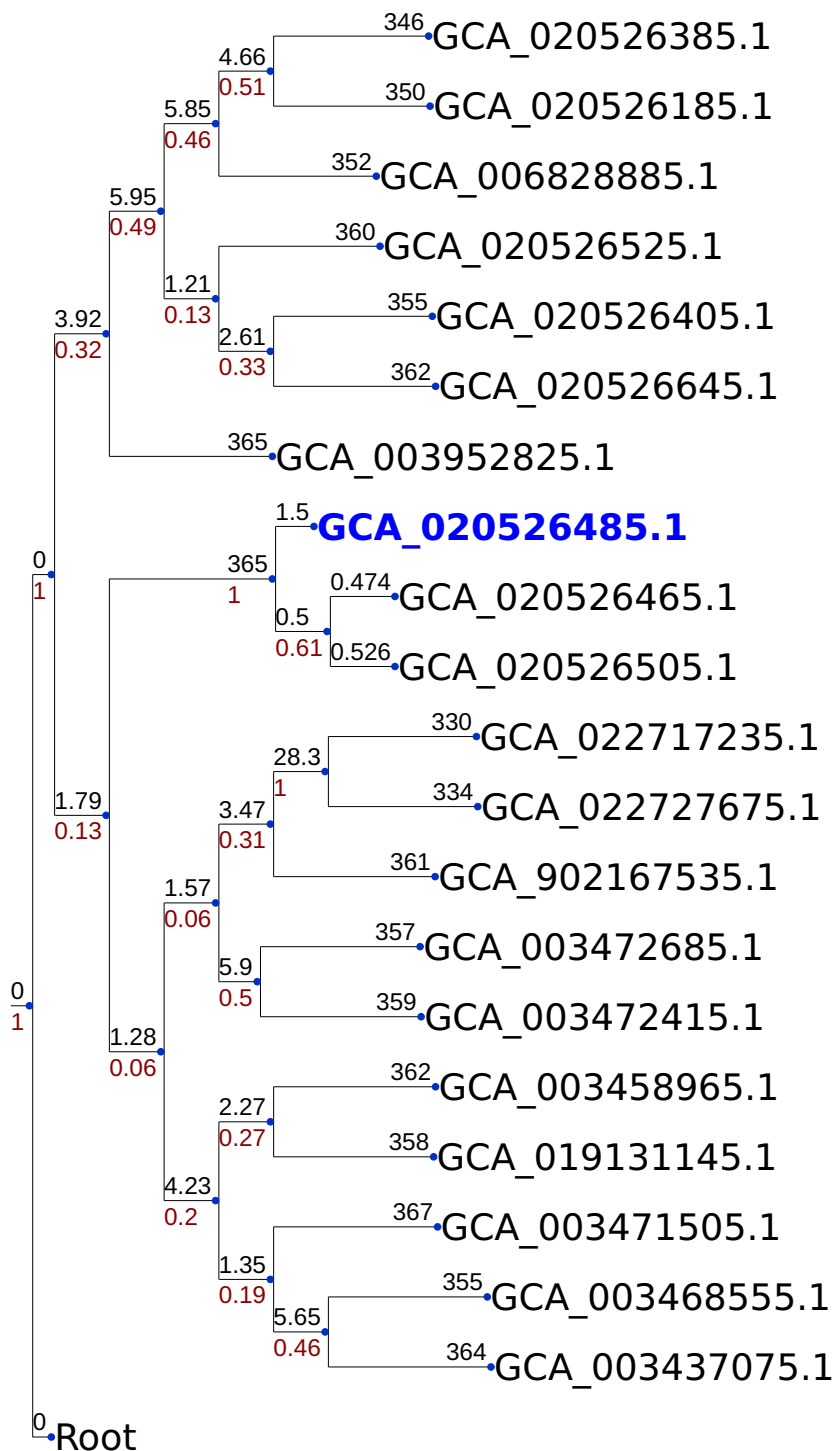 346 GCA_020526385.1
4.66
0.51
350 GCA_020526185.1
5.85
0.46
352 GCA_006828885.1
5.95
0.49
360 GCA_020526525.1
1.21
0.13
355 GCA_020526405.1
2.61
0.33
3.92
0.32
362 GCA_020526645.1
365 GCA_003952825.1
1.5 GCA_020526485.1
0
1
365
1
0.474 GCA_020526465.1
0.5
0.61
0.526 GCA_020526505.1
330 GCA_022717235.1
28.3
1
334 GCA_022727675.1
1.79
0.13
3.47
0.31
361 GCA_902167535.1
1.57
0.06
357 GCA_003472685.1
5.9
0.5
0
1
359 GCA_003472415.1
1.28
0.06
362 GCA_003458965.1
2.27
0.27
358 GCA_019131145.1
4.23
0.2
367 GCA_003471505.1
1.35
0.19
355 GCA_003468555.1
5.65
0.46
364 GCA_003437075.1
0 Root